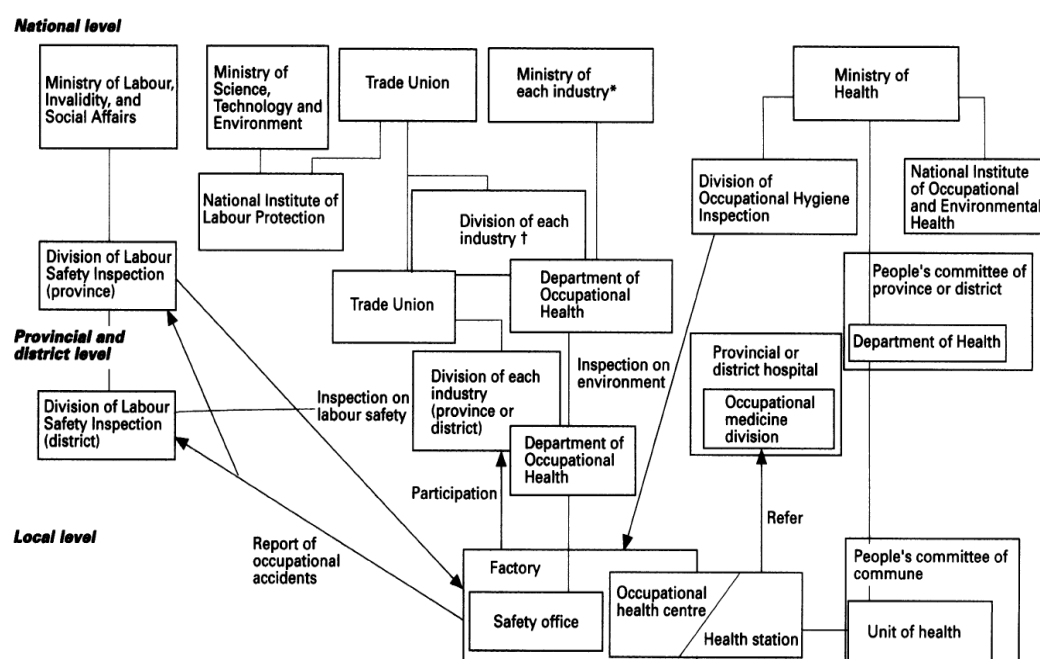 National level
Ministry of Labour,
Invalidity, and
Social Affairs
Ministry of
Science,
Technology and
Environment
Trade Union
Ministry of
each industry*
Ministry of
Health
National Institute of
Labour Protection
Division of each
industry †
Division of
Occupational Hygiene
Inspection
National Institute
of Occupational
and Environmental
Health
Division of Labour
Safety Inspection
(province)
Trade Union
Department of
Occupational
Health
People's committee of
province or district
Department of Health
Provincial and
district level
Division of Labour
Safety Inspection
(district)
Inspection on
labour safety
Division of each
industry
(province or
district)
Inspection on
environment
Provincial or
district hospital
Occupational
medicine
division
Department of
Occupational
Health
Participation
Refer
Local level
Report of
occupational
accidents
Factory
Safety office
Occupational
health centre
Health station
People's committee of
commune
Unit of health